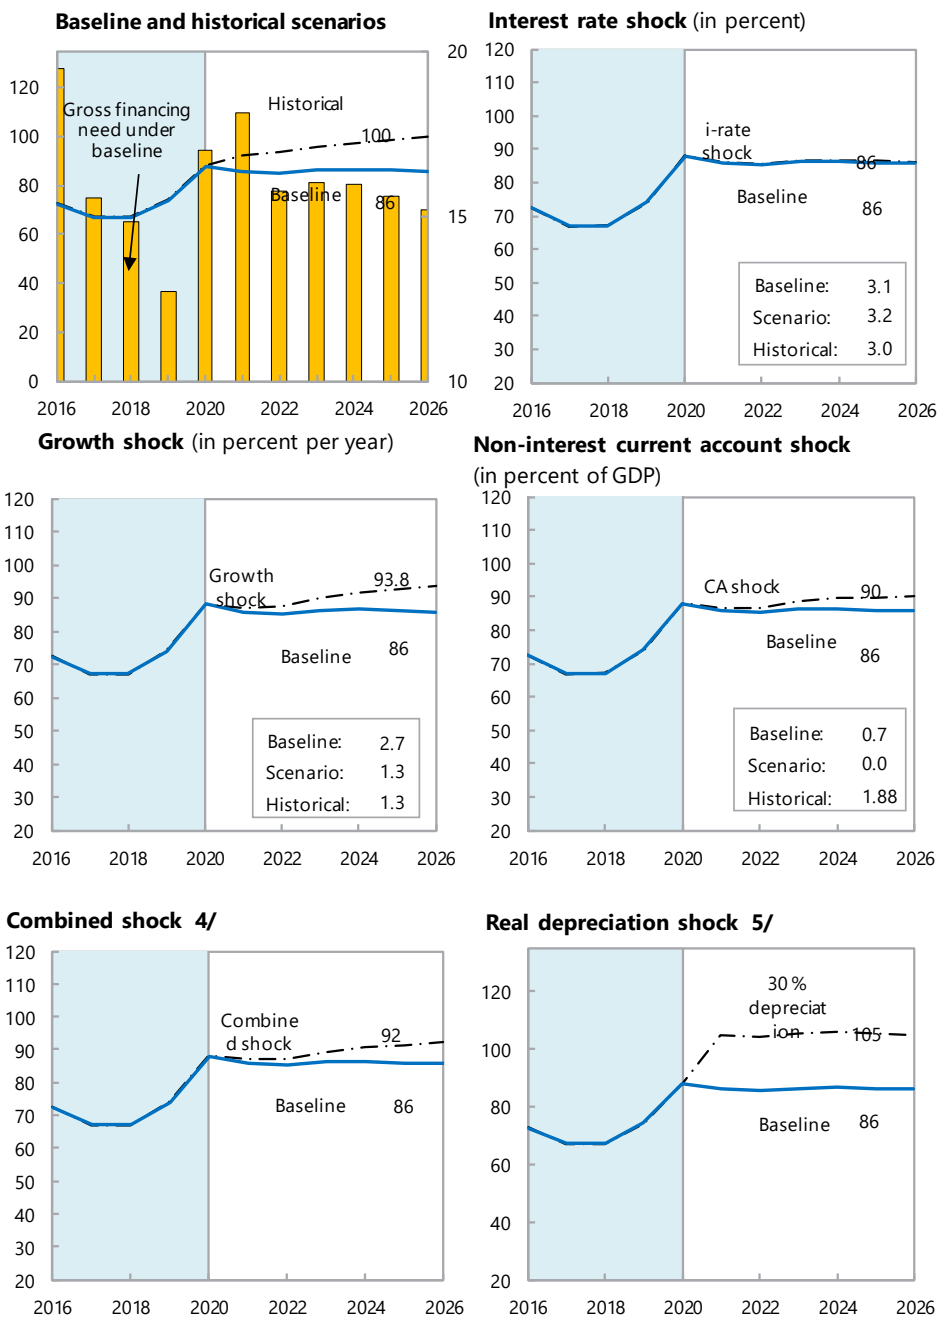 Baseline and historical scenarios
20
120
100
80
60
40
20
0
15
10
Gross financing
need under
baseline
Historical
100
Baseline
86
2016 2018 2020 2022 2024 2026
Interest rate shock (in percent)
120
110
100
90
80
70
60
50
40
30
20
i-rate
shock
86
Baseline
86
Baseline: 3.1
Scenario: 3.2
Historical: 3.0
2016 2018 2020 2022 2024 2026
Growth shock (in percent per year)
120
110
100
90
80
70
60
50
40
30
20
Growth
shock
93.8
Baseline
86
Baseline: 2.7
Scenario: 1.3
Historical: 1.3
2016 2018 2020 2022 2024 2026
Non-interest current account shock
(in percent of GDP)
120
110
100
90
80
70
60
50
40
30
20
CA shock
90
Baseline
86
Baseline: 0.7
Scenario: 0.0
Historical: 1.88
2016 2018 2020 2022 2024 2026
Combined shock 4/
120
110
100
90
80
70
60
50
40
30
20
Combine
d shock
92
Baseline
86
2016 2018 2020 2022 2024 2026
Real depreciation shock 5/
120
100
80
60
40
20
30 %
depreciat
ion
105
Baseline
86
2016 2018 2020 2022 2024 2026